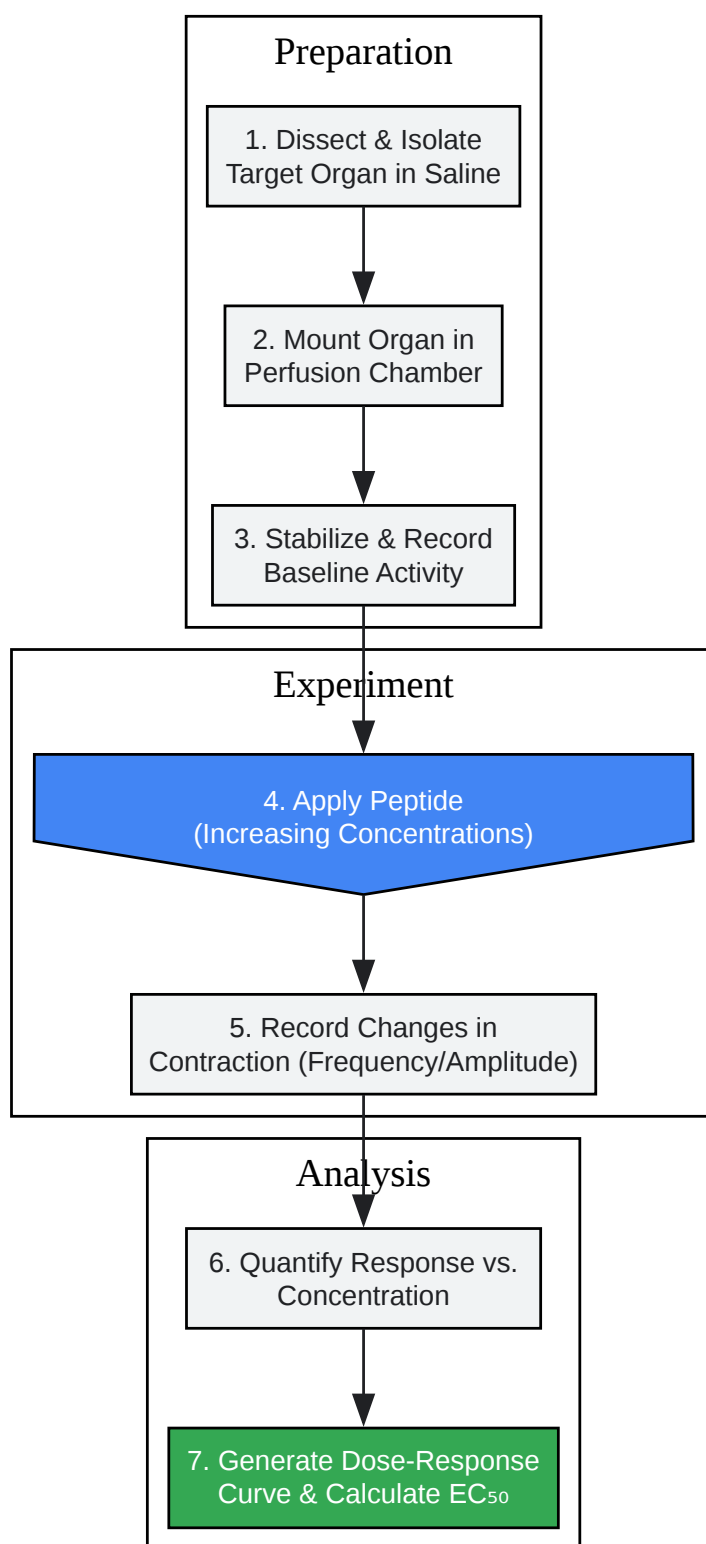 Preparation
1. Dissect & Isolate
Target Organ in Saline
2. Mount Organ in
Perfusion Chamber
3. Stabilize & Record
Baseline Activity
Experiment
4. Apply Peptide
(Increasing Concentrations)
5. Record Changes in
Contraction (Frequency/Amplitude)
Analysis
6. Quantify Response vs.
Concentration
7. Generate Dose-Response
Curve & Calculate EC₅₀